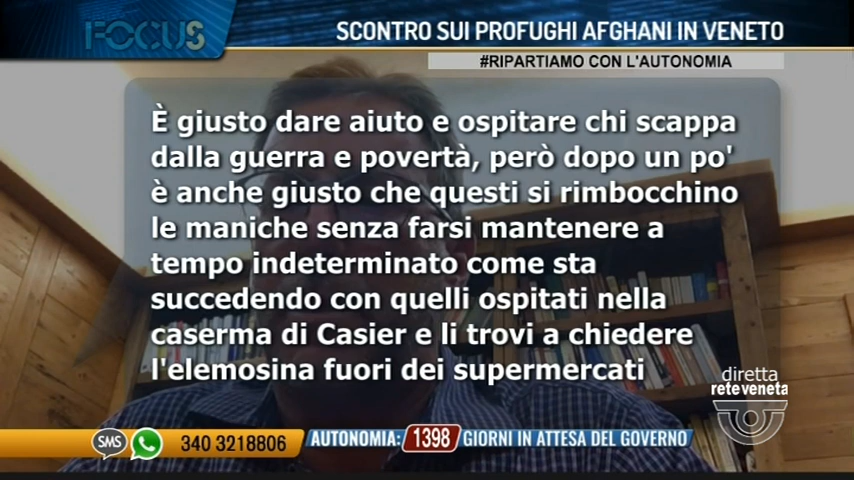 FOCUS
SCONTRO SUI PROFUGHI AFGHANI IN VENETO
#RIPARTIAMO CON L'AUTONOMIA
È giusto dare aiuto e ospitare chi scappa
dalla guerra e povertà, però dopo un po'
è anche giusto che questi si rimbocchino
le maniche senza farsi mantenere a
tempo indeterminato come sta
succedendo con quelli ospitati nella
caserma di Casier e li trovi a chiedere
l'elemosina fuori dei supermercati
diretta
reteveneta
SMS 340 3218806 AUTONOMIA: 1398 GIORNI IN ATTESA DEL GOVERNO